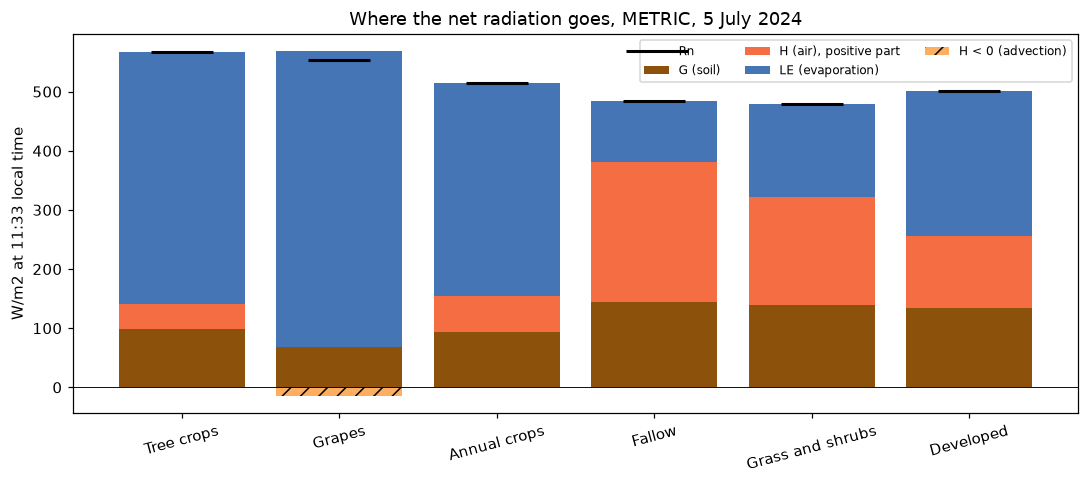 Where the net radiation goes, METRIC, 5 July 2024
Rn
H (air), positive part
H < 0 (advection)
G (soil)
LE (evaporation)
W/m2 at 11:33 local time
500
400
300
200
100
0
Tree crops
Grapes
Annual crops
Fallow
Grass and shrubs
Developed